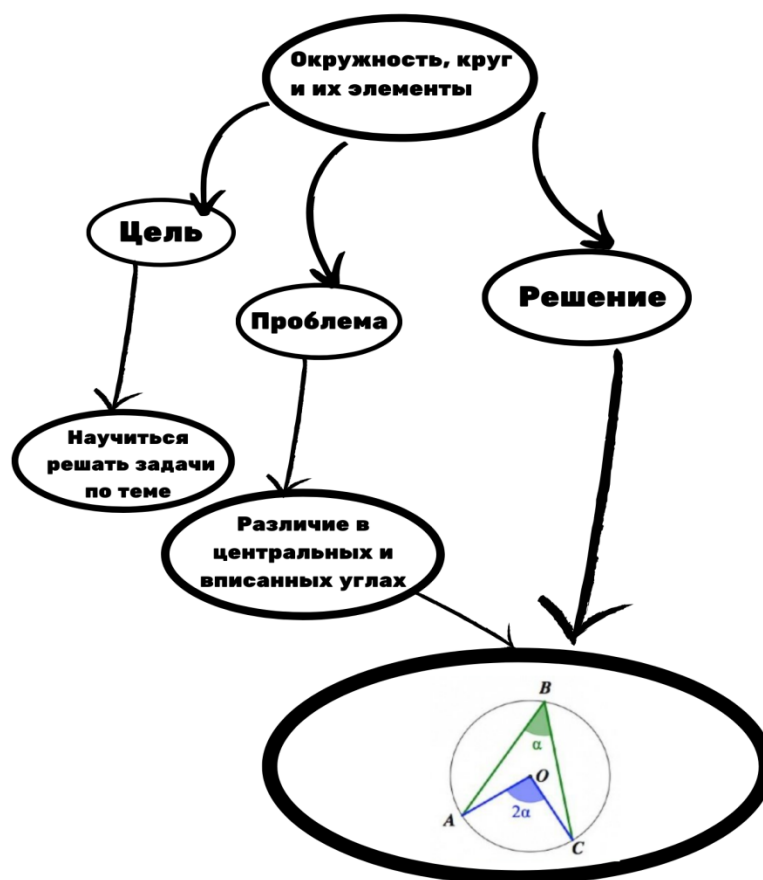 Окружность, круг
и их элементы
Цель
Проблема
Решение
Научиться
решать задачи
по теме
Различие в
центральных и
вписанных углах
B
α
O
A
2α
C